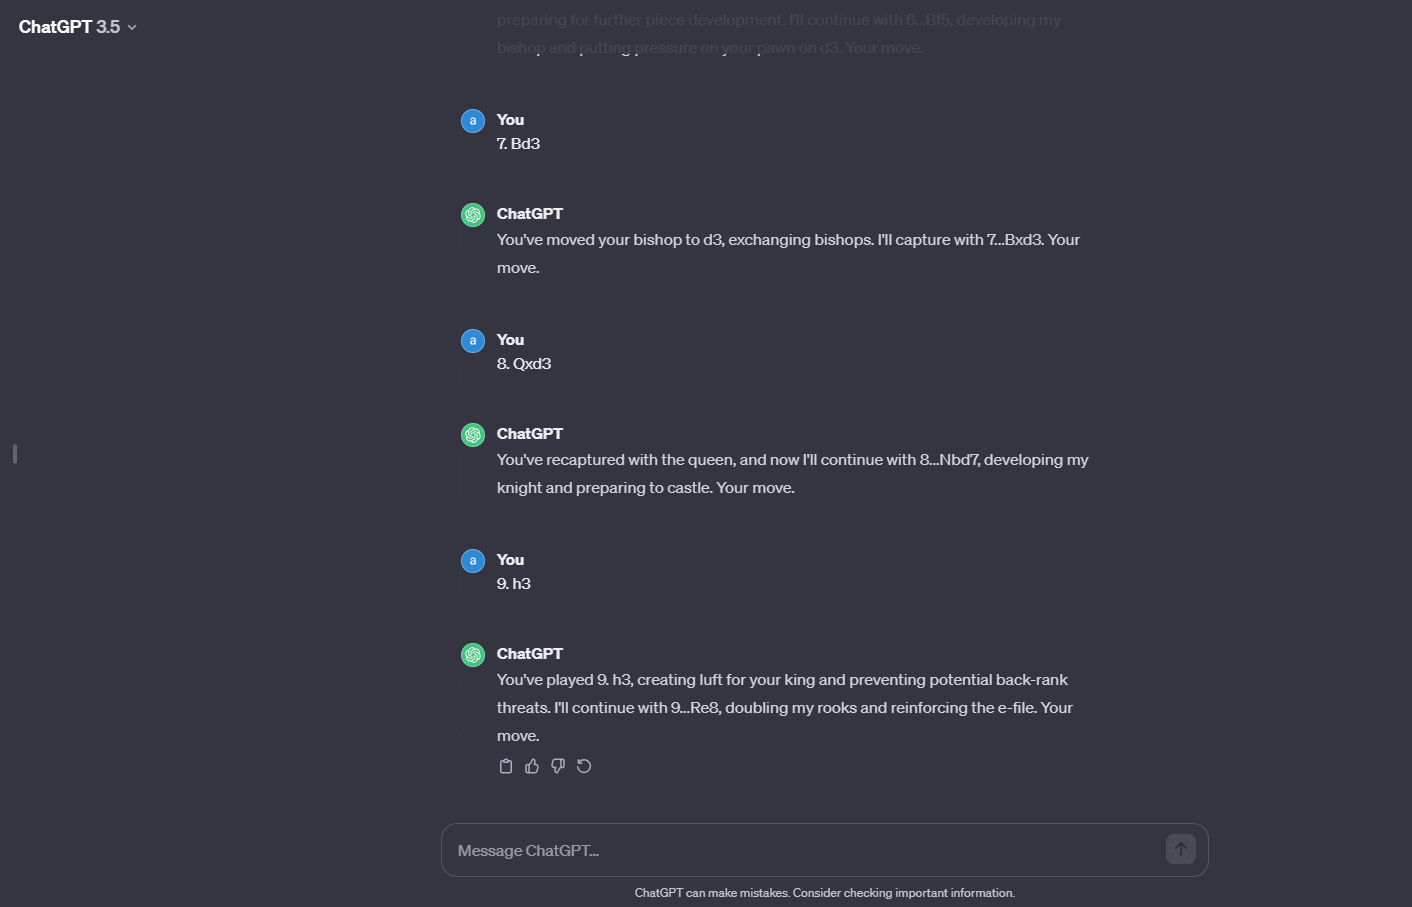 ChatGPT 3.5
preparing for further piece development. I'll continue with 6...Bf5, developing my
bishop and putting pressure on your pawn on d3. Your move.
a
You
7. Bd3
ChatGPT
You've moved your bishop to d3, exchanging bishops. I'll capture with 7...Bxd3. Your
move.
a
You
8. Qxd3
ChatGPT
You've recaptured with the queen, and now I'll continue with 8...Nbd7, developing my
knight and preparing to castle. Your move.
a
You
9. h3
ChatGPT
You've played 9. h3, creating luft for your king and preventing potential back-rank
threats. I'll continue with 9...Re8, doubling my rooks and reinforcing the e-file. Your
move.
Message ChatGPT...
ChatGPT can make mistakes. Consider checking important information.